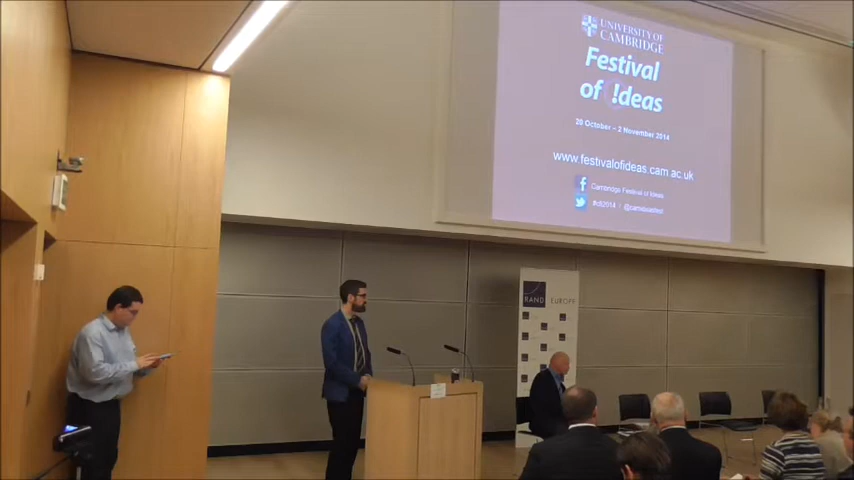 UNIVERSITY OF
CAMBRIDGE
Festival
of !deas
20 October – 2 November 2014
www.festivalofideas.cam.ac.uk
Cambridge Festival of Ideas
#cfi2014 | @camideasfest
RAND EUROPE